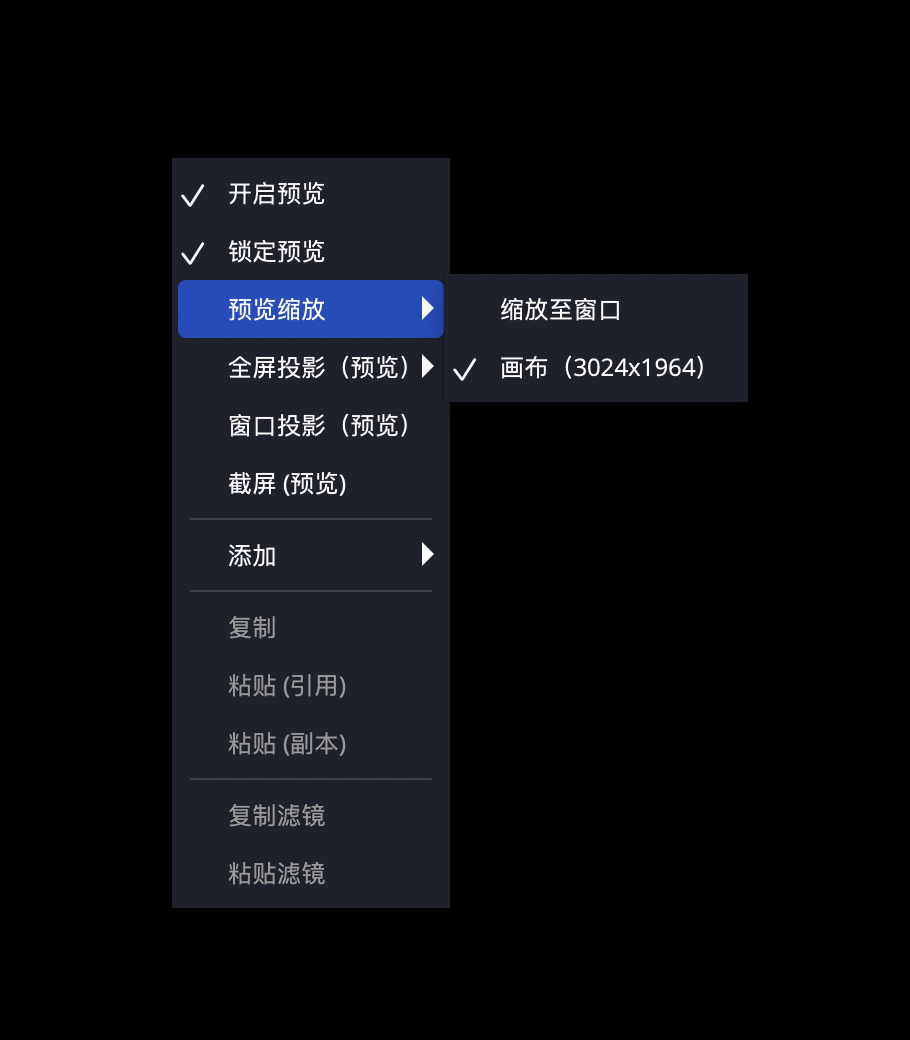 开启预览
锁定预览
预览缩放
缩放至窗口
全屏投影（预览）
画布（3024x1964）
窗口投影（预览）
截屏 (预览)
添加
复制
粘贴 (引用)
粘贴 (副本)
复制滤镜
粘贴滤镜